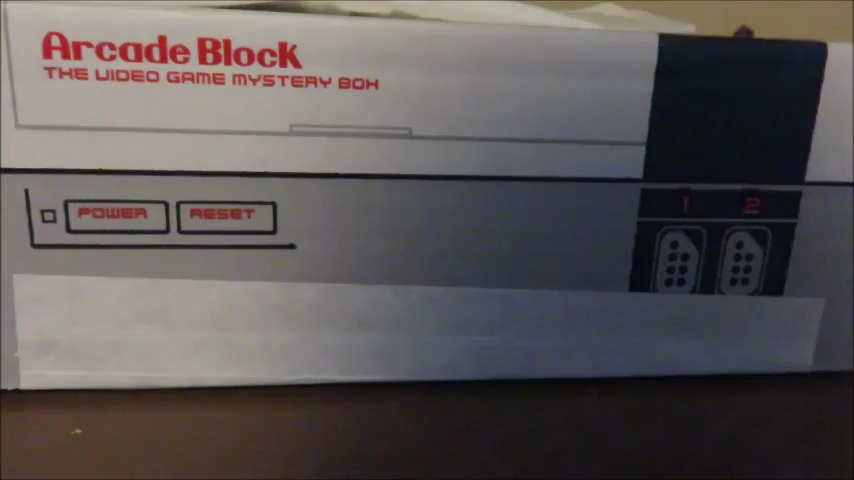 Arcade Block
THE VIDEO GAME MYSTERY BOX
POWER
RESET
1 2